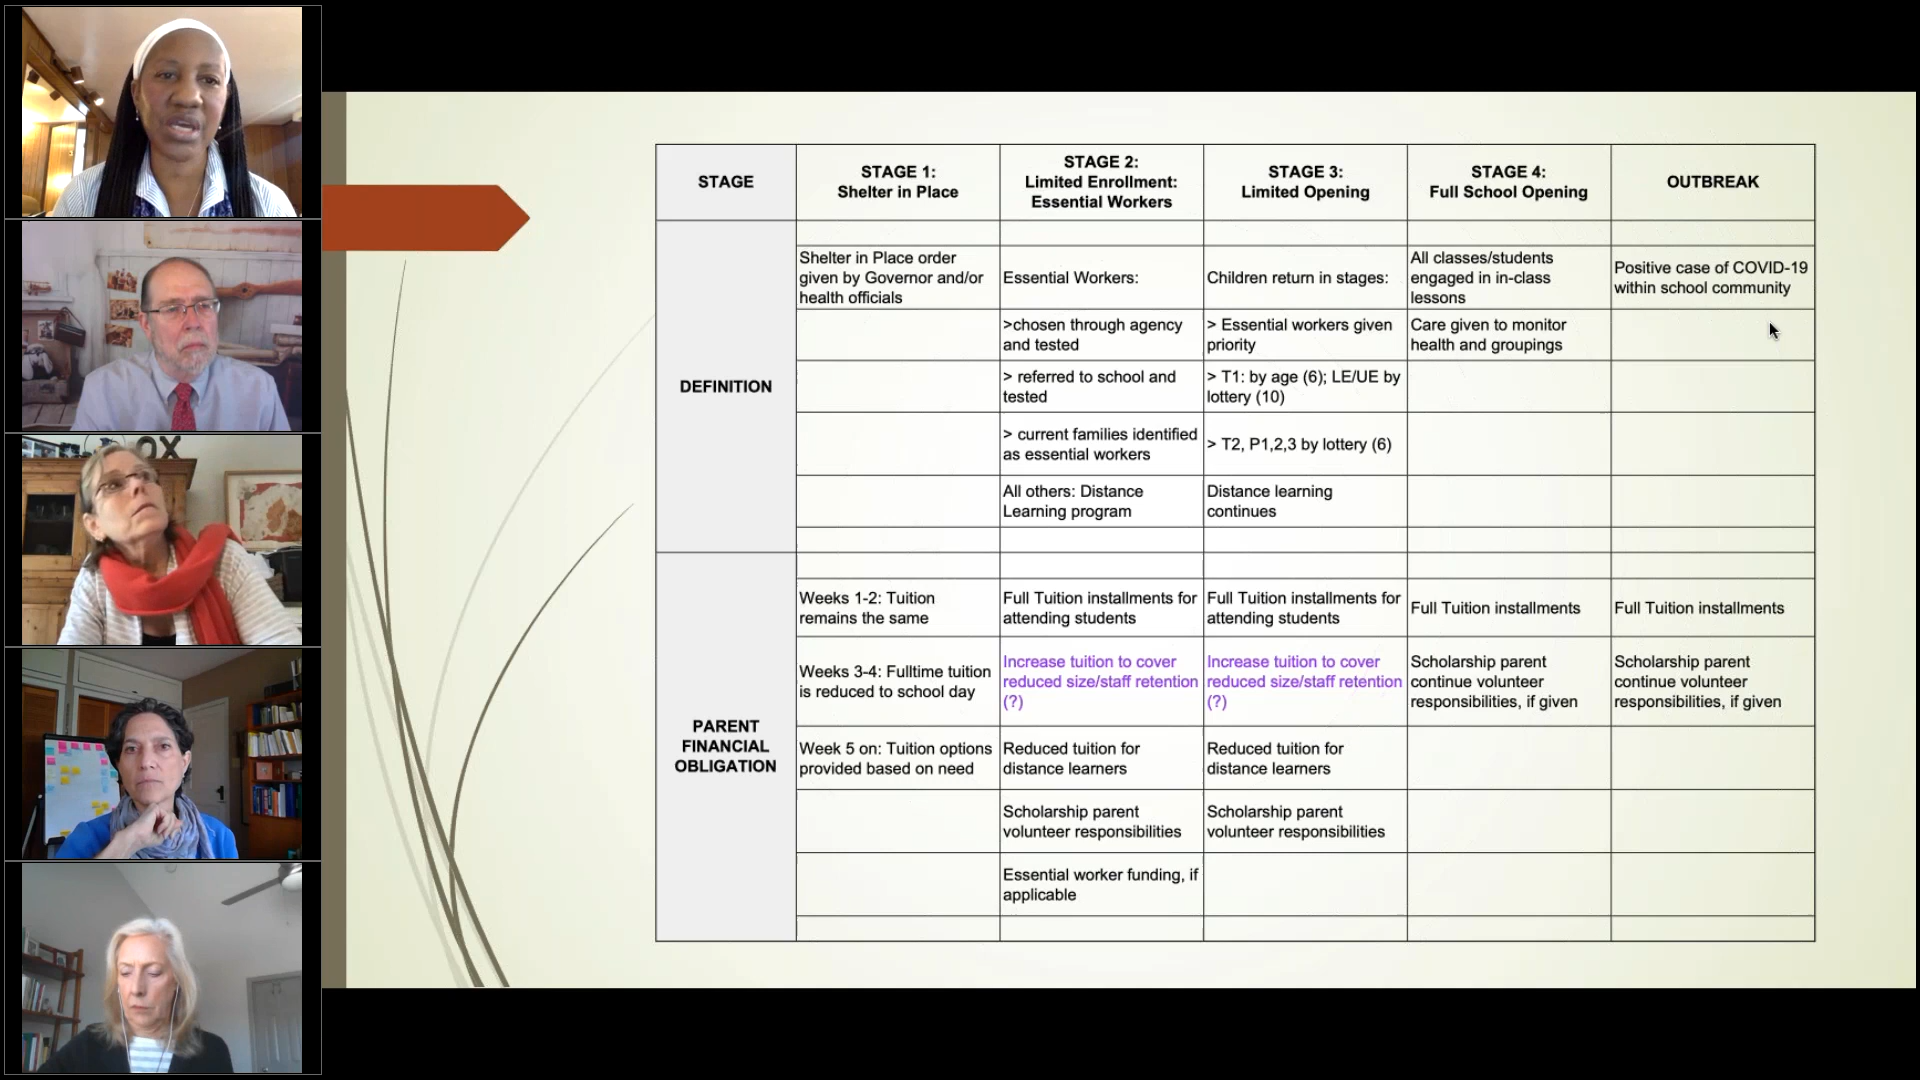 OX
STAGE
STAGE 1:
Shelter in Place
STAGE 2:
Limited Enrollment:
Essential Workers
STAGE 3:
Limited Opening
STAGE 4:
Full School Opening
OUTBREAK
DEFINITION
Shelter in Place order
given by Governor and/or
health officials
Essential Workers:
Children return in stages:
All classes/students
engaged in in-class
lessons
Positive case of COVID-19
within school community
>chosen through agency
and tested
> Essential workers given
priority
Care given to monitor
health and groupings
> referred to school and
tested
> T1: by age (6); LE/UE by
lottery (10)
> current families identified
as essential workers
> T2, P1,2,3 by lottery (6)
All others: Distance
Learning program
Distance learning
continues
PARENT
FINANCIAL
OBLIGATION
Weeks 1-2: Tuition
remains the same
Full Tuition installments for
attending students
Full Tuition installments for
attending students
Full Tuition installments
Full Tuition installments
Weeks 3-4: Fulltime tuition
is reduced to school day
Increase tuition to cover
reduced size/staff retention
(?)
Increase tuition to cover
reduced size/staff retention
(?)
Scholarship parent
continue volunteer
responsibilities, if given
Scholarship parent
continue volunteer
responsibilities, if given
Week 5 on: Tuition options
provided based on need
Reduced tuition for
distance learners
Reduced tuition for
distance learners
Scholarship parent
volunteer responsibilities
Scholarship parent
volunteer responsibilities
Essential worker funding, if
applicable